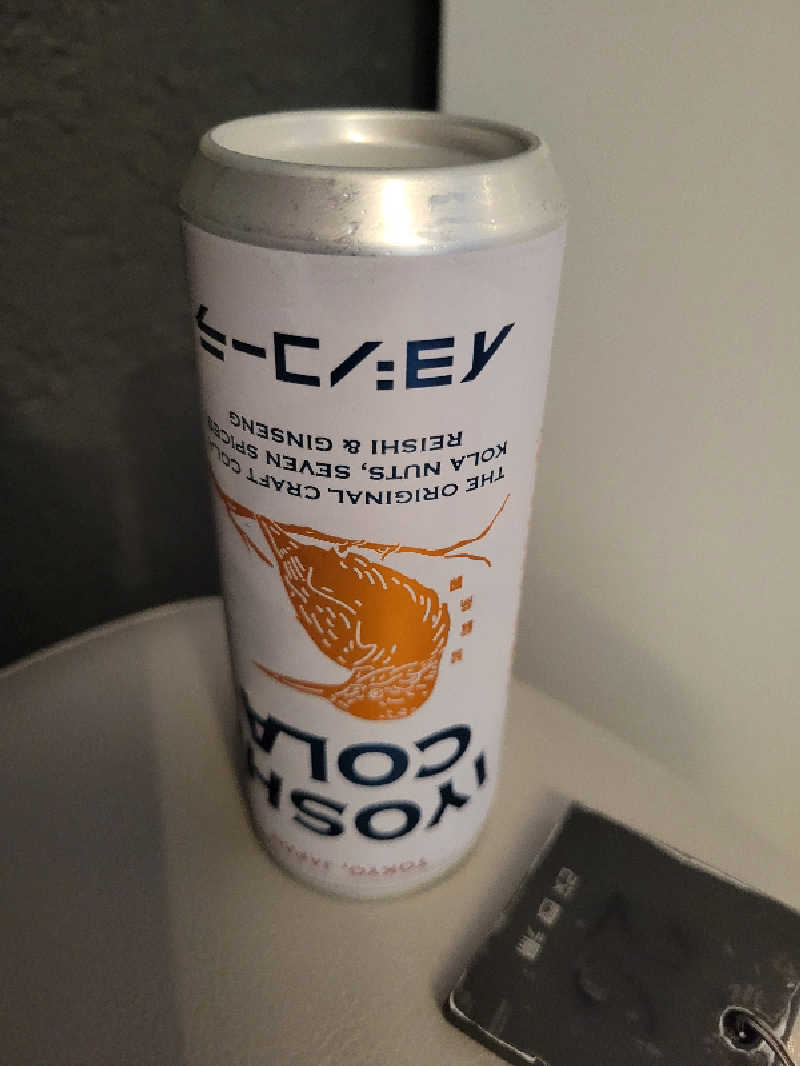 TOKYO, JAPAN
IYOSH
COLA
THE ORIGINAL CRAFT COLA
KOLA NUTS, SEVEN SPICES
REISHI & GINSENG
イヨシコーラ